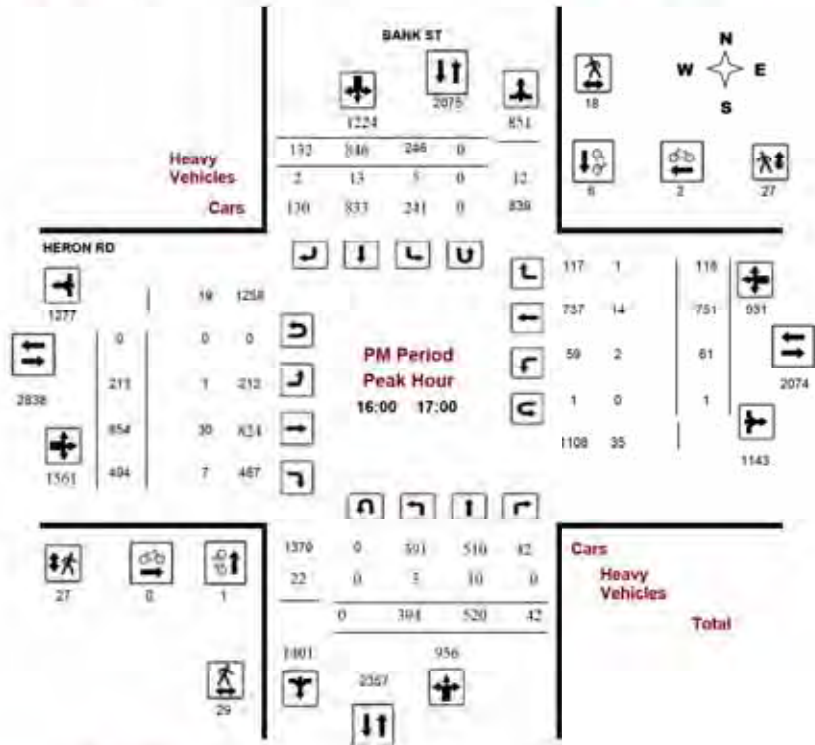 BANK ST
N
W E
S
2075
18
1224 851
132 846 246 0
Heavy
Vehicles
2 13 5 0 12
6 2 27
Cars
130 833 241 0 839
HERON RD
117 1 118
1277
19 1258
737 14 751 931
0 0 0
PM Period
59 2 61
2074
2838
213 1 212
Peak Hour
16:00 17:00
1 0 1
854 30 824
1108 35
1143
1561
494 7 487
1379 0 391 510 42
Cars
22 0 3 10 0
Heavy
Vehicles
27 0 1
0 394 520 42
Total
1401 956
2357
29